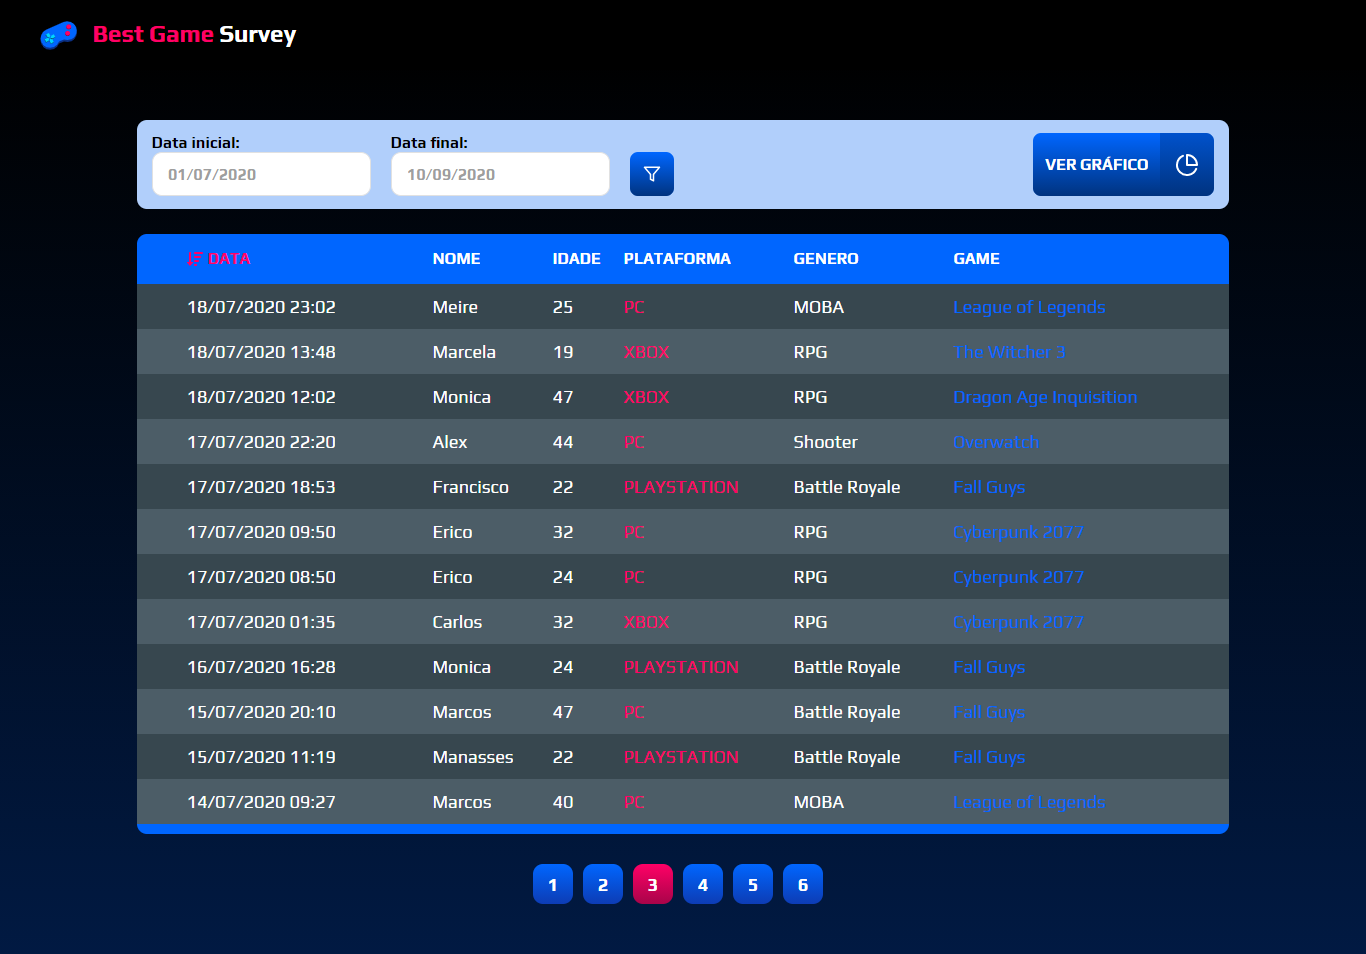 Best Game Survey
Data inicial: Data final:
01/07/2020 10/09/2020
VER GRÁFICO
DATA NOME IDADE PLATAFORMA GENERO GAME
18/07/2020 23:02 Meire 25 PC MOBA League of Legends
18/07/2020 13:48 Marcela 19 XBOX RPG The Witcher 3
18/07/2020 12:02 Monica 47 XBOX RPG Dragon Age Inquisition
17/07/2020 22:20 Alex 44 PC Shooter Overwatch
17/07/2020 18:53 Francisco 22 PLAYSTATION Battle Royale Fall Guys
17/07/2020 09:50 Erico 32 PC RPG Cyberpunk 2077
17/07/2020 08:50 Erico 24 PC RPG Cyberpunk 2077
17/07/2020 01:35 Carlos 32 XBOX RPG Cyberpunk 2077
16/07/2020 16:28 Monica 24 PLAYSTATION Battle Royale Fall Guys
15/07/2020 20:10 Marcos 47 PC Battle Royale Fall Guys
15/07/2020 11:19 Manasses 22 PLAYSTATION Battle Royale Fall Guys
14/07/2020 09:27 Marcos 40 PC MOBA League of Legends
1 2 3 4 5 6